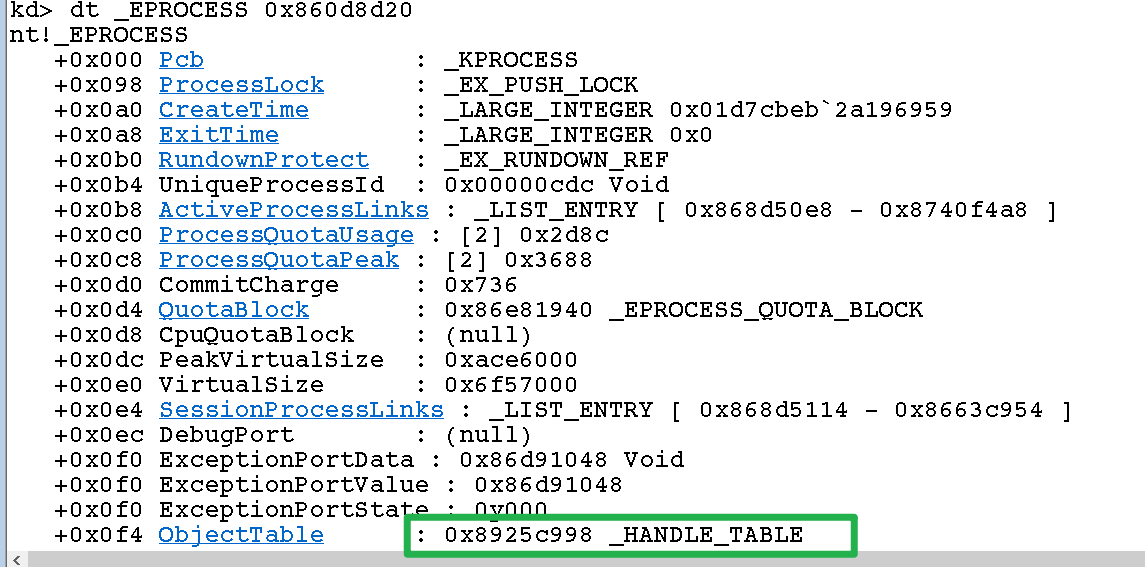 kd> dt _EPROCESS 0x860d8d20
nt!_EPROCESS
   +0x000 Pcb              : _KPROCESS
   +0x098 ProcessLock      : _EX_PUSH_LOCK
   +0x0a0 CreateTime       : _LARGE_INTEGER 0x01d7cbeb`2a196959
   +0x0a8 ExitTime         : _LARGE_INTEGER 0x0
   +0x0b0 RundownProtect   : _EX_RUNDOWN_REF
   +0x0b4 UniqueProcessId  : 0x00000cdc Void
   +0x0b8 ActiveProcessLinks : _LIST_ENTRY [ 0x868d50e8 - 0x8740f4a8 ]
   +0x0c0 ProcessQuotaUsage : [2] 0x2d8c
   +0x0c8 ProcessQuotaPeak : [2] 0x3688
   +0x0d0 CommitCharge     : 0x736
   +0x0d4 QuotaBlock       : 0x86e81940 _EPROCESS_QUOTA_BLOCK
   +0x0d8 CpuQuotaBlock    : (null)
   +0x0dc PeakVirtualSize  : 0xace6000
   +0x0e0 VirtualSize      : 0x6f57000
   +0x0e4 SessionProcessLinks : _LIST_ENTRY [ 0x868d5114 - 0x8663c954 ]
   +0x0ec DebugPort        : (null)
   +0x0f0 ExceptionPortData : 0x86d91048 Void
   +0x0f0 ExceptionPortValue : 0x86d91048
   +0x0f0 ExceptionPortState : 0y000
   +0x0f4 ObjectTable      : 0x8925c998 _HANDLE_TABLE